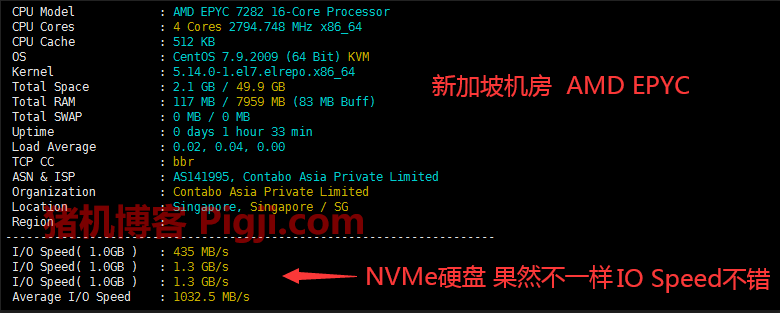 CPU Model : AMD EPYC 7282 16-Core Processor
CPU Cores : 4 Cores 2794.748 MHz x86_64
CPU Cache : 512 KB
OS : CentOS 7.9.2009 (64 Bit) KVM
Kernel : 5.14.0-1.el7.elrepo.x86_64
Total Space : 2.1 GB / 49.9 GB
Total RAM : 117 MB / 7959 MB (83 MB Buff)
Total SWAP : 0 MB / 0 MB
Uptime : 0 days 1 hour 33 min
Load Average : 0.02, 0.04, 0.00
TCP CC : bbr
ASN & ISP : AS141995, Contabo Asia Private Limited
Organization : Contabo Asia Private Limited
Location : Singapore, Singapore / SG
Region :
新加坡机房 AMD EPYC
猪机博客 Pigji.com
----------------------------------------------------------------------
I/O Speed( 1.0GB ) : 435 MB/s
I/O Speed( 1.0GB ) : 1.3 GB/s
I/O Speed( 1.0GB ) : 1.3 GB/s
Average I/O Speed : 1032.5 MB/s
NVMe硬盘 果然不一样IO Speed不错